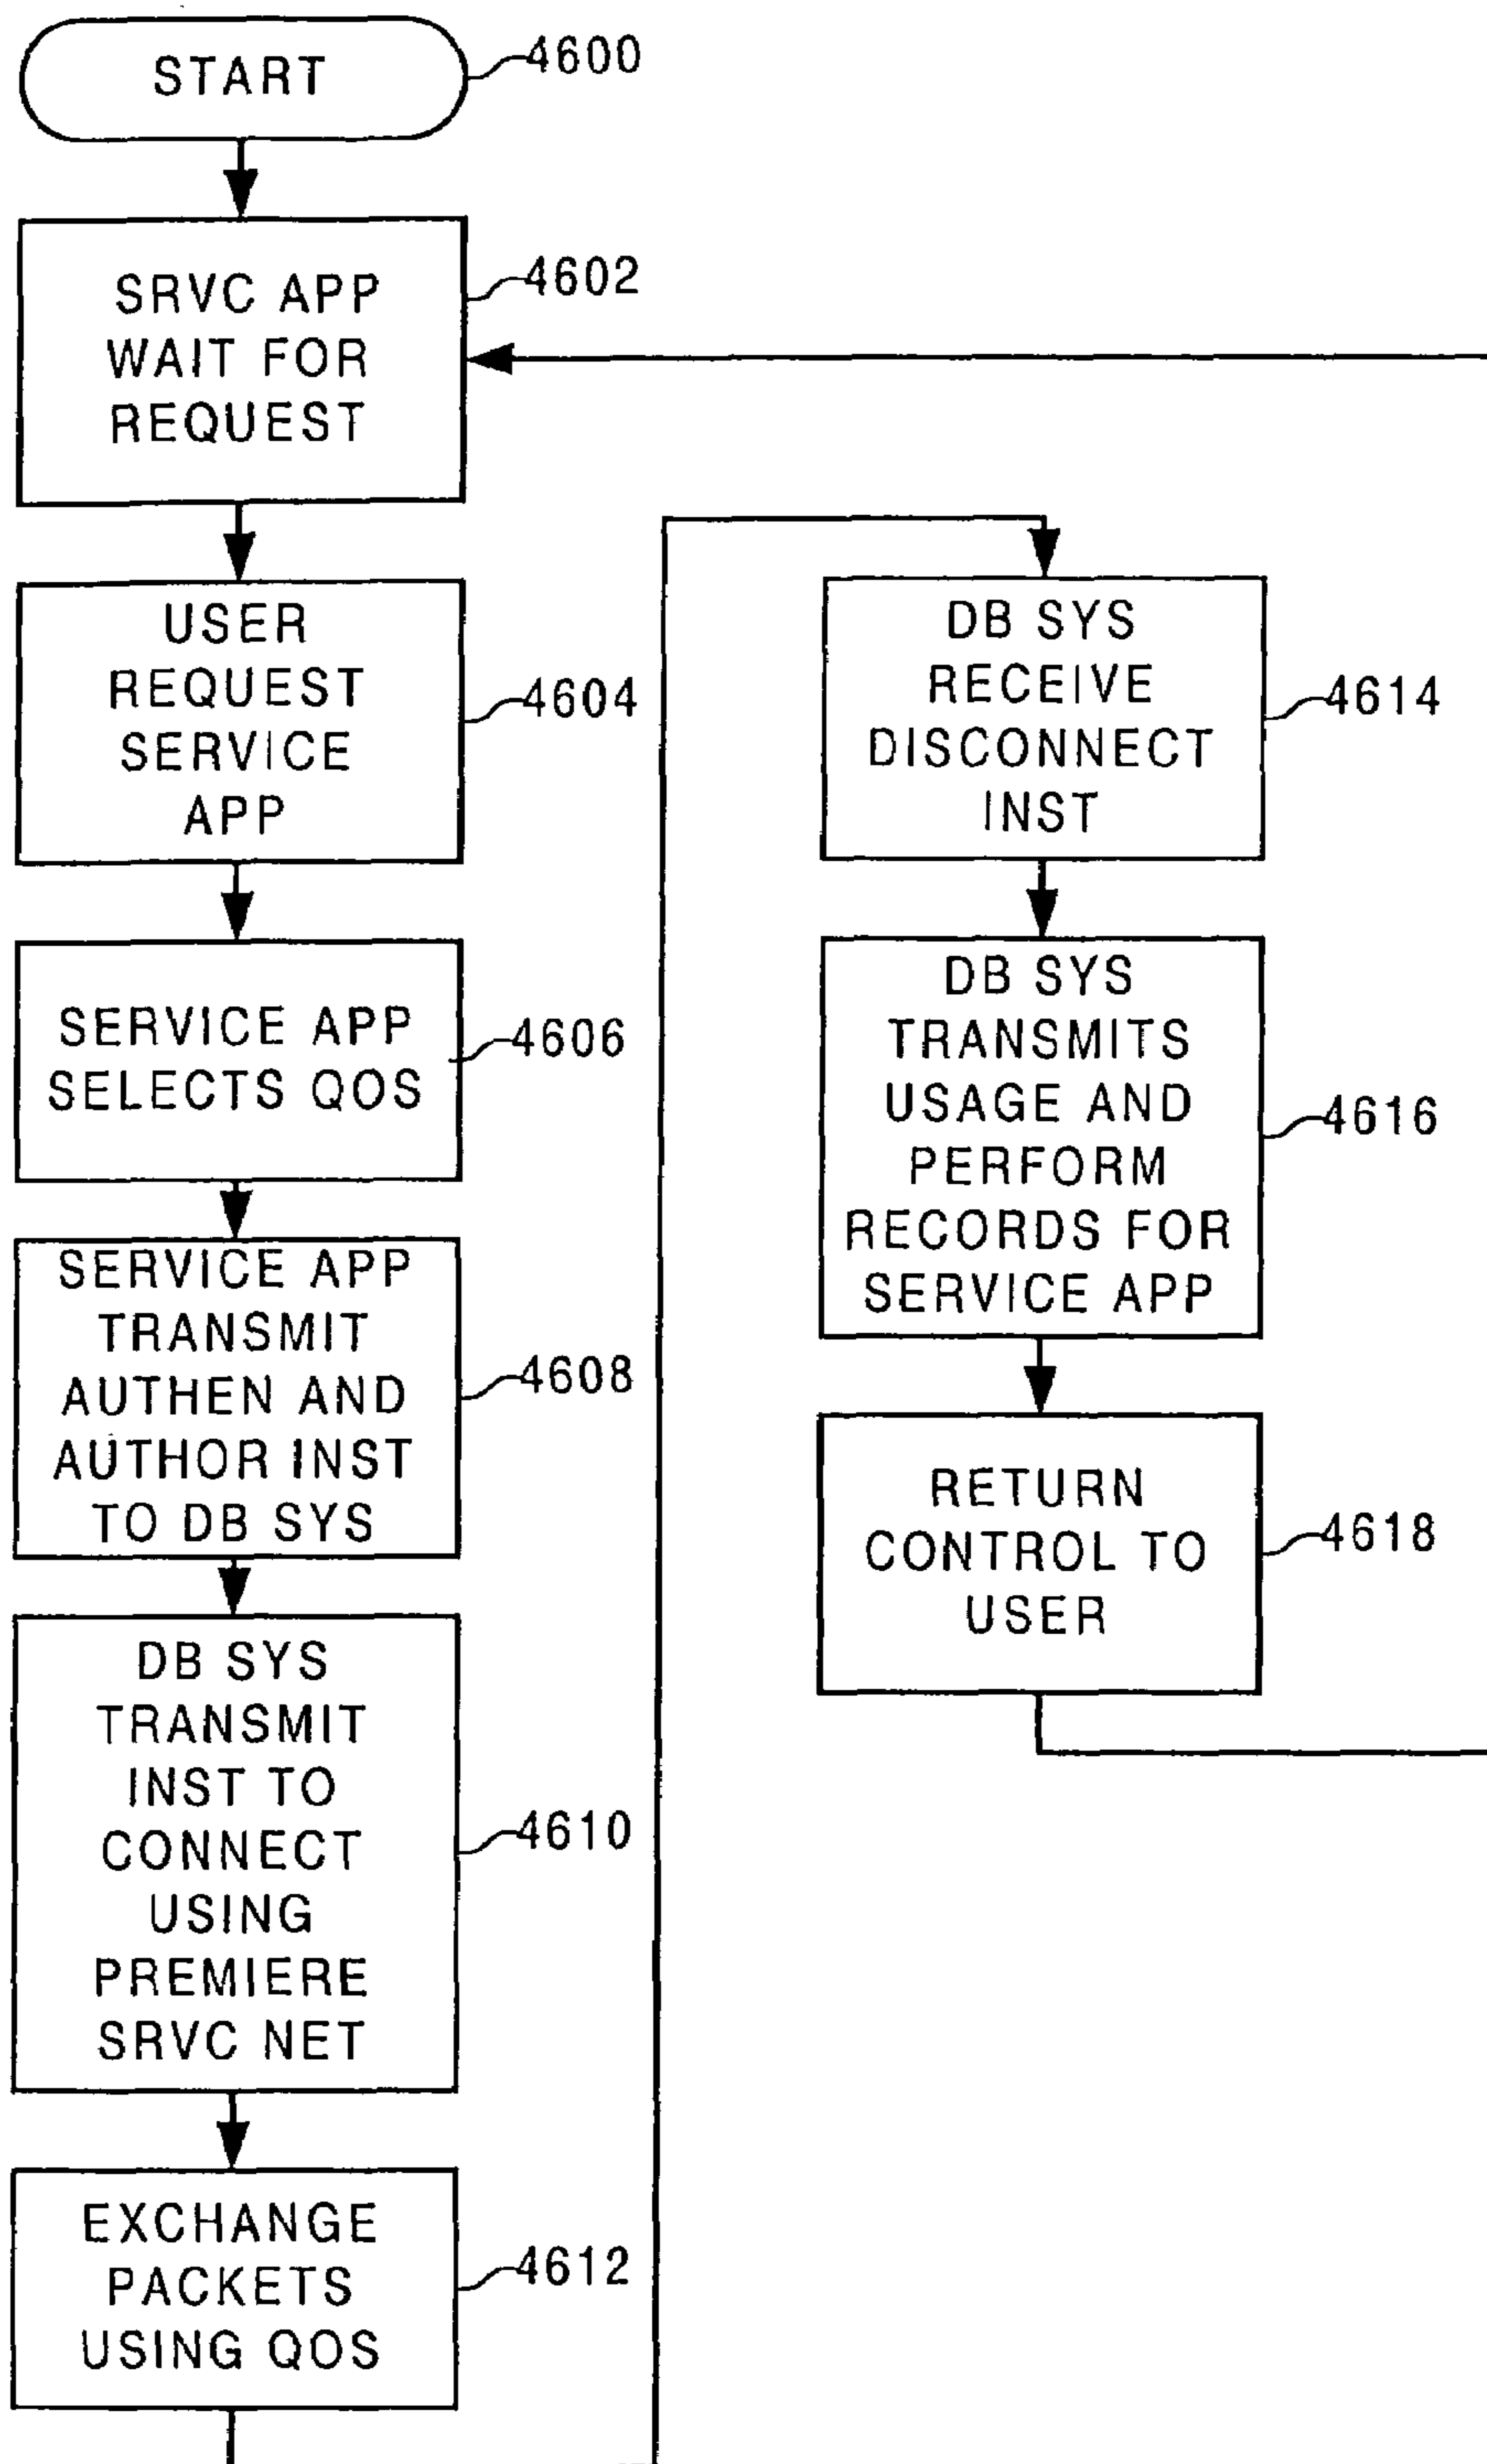 START
4600
SRVC APP
WAIT FOR
REQUEST
4602
USER
REQUEST
SERVICE
APP
4604
SERVICE APP
SELECTS QOS
4606
SERVICE APP
TRANSMIT
AUTHEN AND
AUTHOR INST
TO DB SYS
4608
DB SYS
TRANSMIT
INST TO
CONNECT
USING
PREMIERE
SRVC NET
4610
EXCHANGE
PACKETS
USING QOS
4612
DB SYS
RECEIVE
DISCONNECT
INST
4614
DB SYS
TRANSMITS
USAGE AND
PERFORM
RECORDS FOR
SERVICE APP
4616
RETURN
CONTROL TO
USER
4618